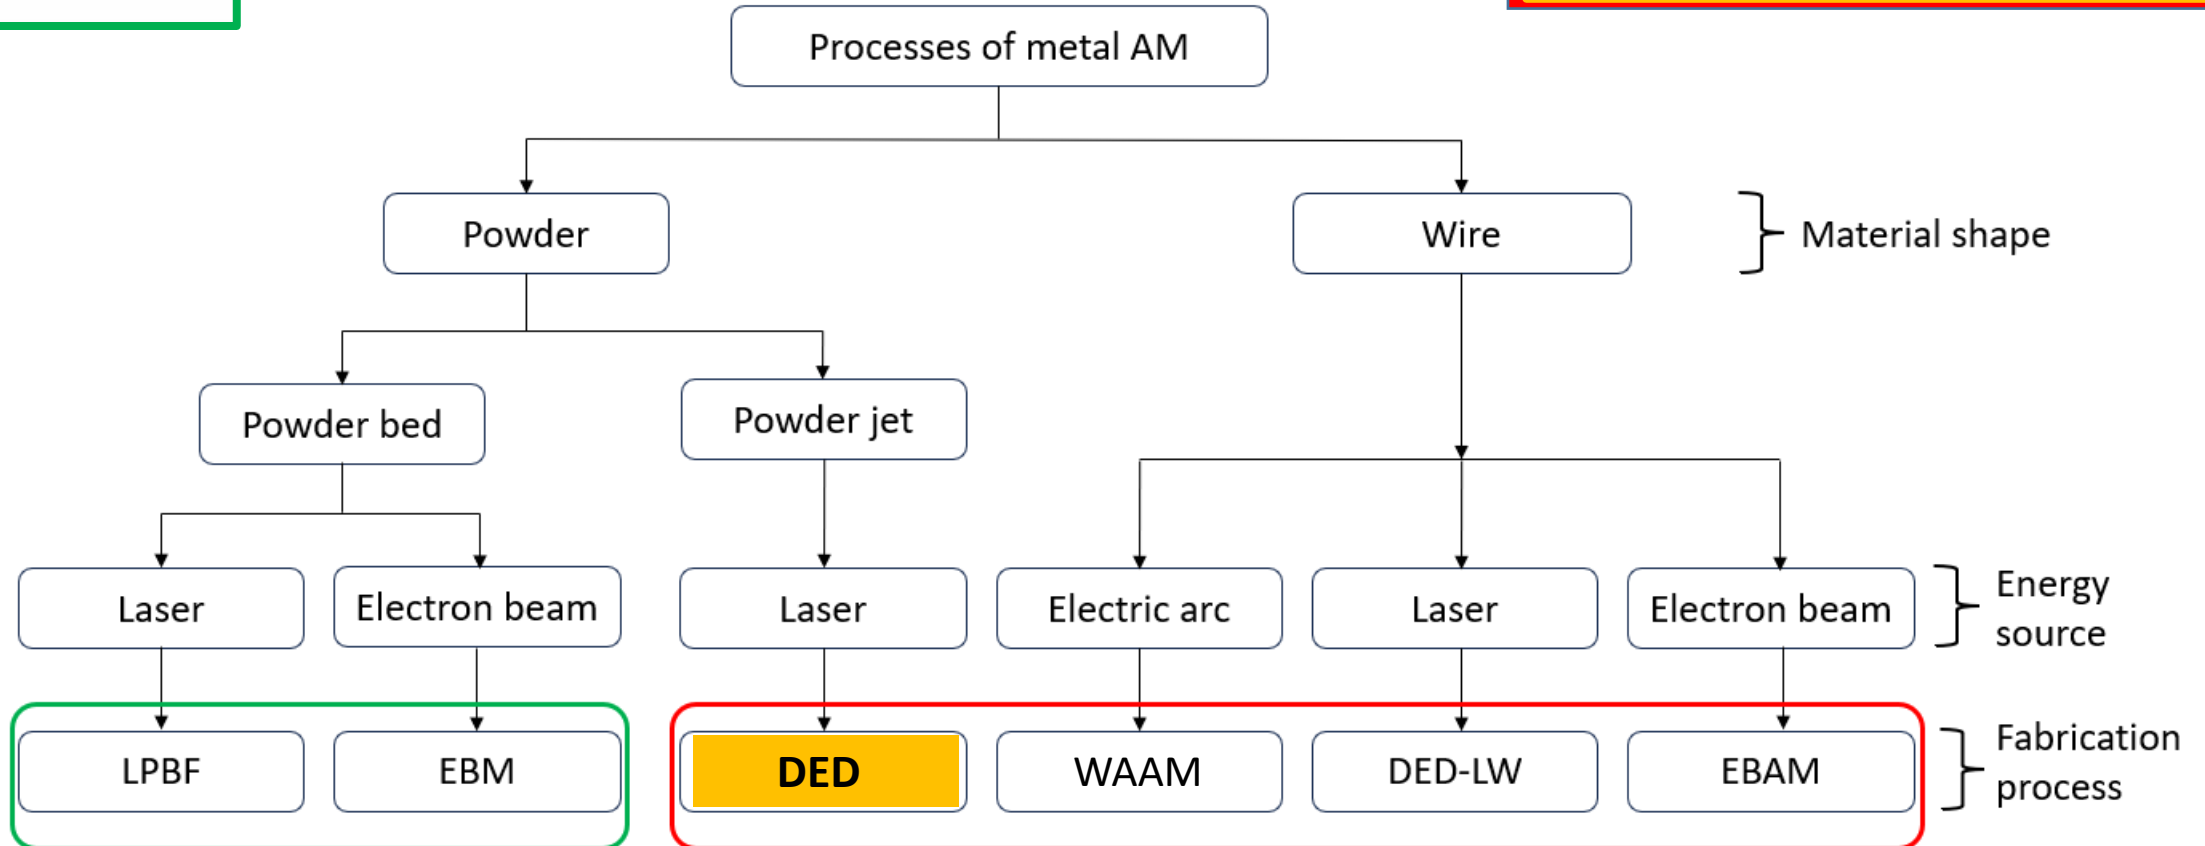 Processes of metal AM
Powder
Wire
Material shape
Powder bed
Powder jet
Laser
Electron beam
Laser
Electric arc
Laser
Electron beam
Energy
source
LPBF
EBM
DED
WAAM
DED-LW
EBAM
Fabrication
process